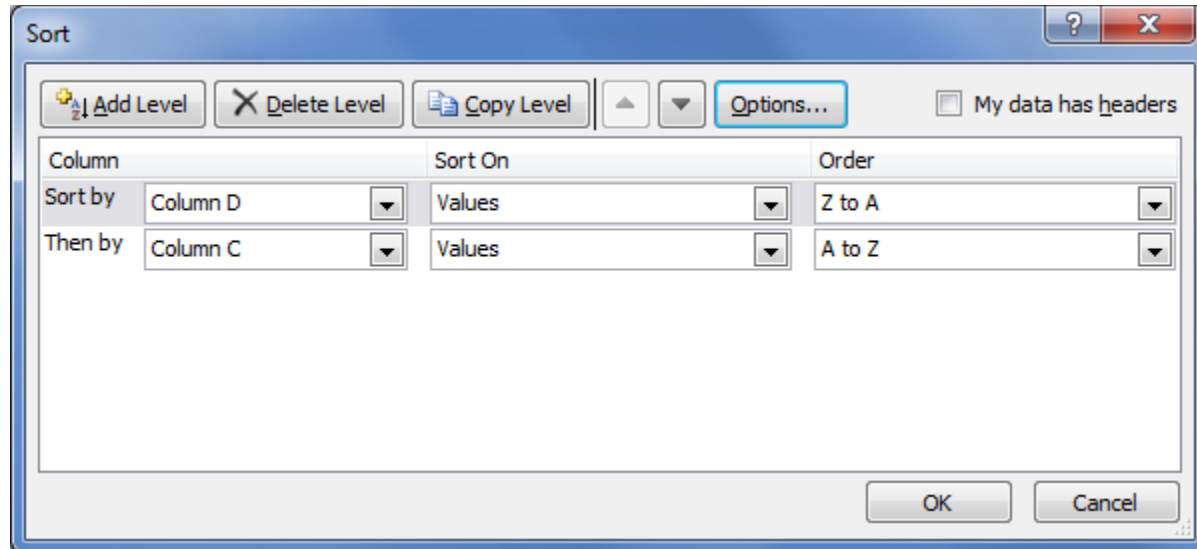 Sort
Add Level Delete Level Copy Level Options... My data has headers
Column Sort On Order
Sort by Column D Values Z to A
Then by Column C Values A to Z
OK Cancel